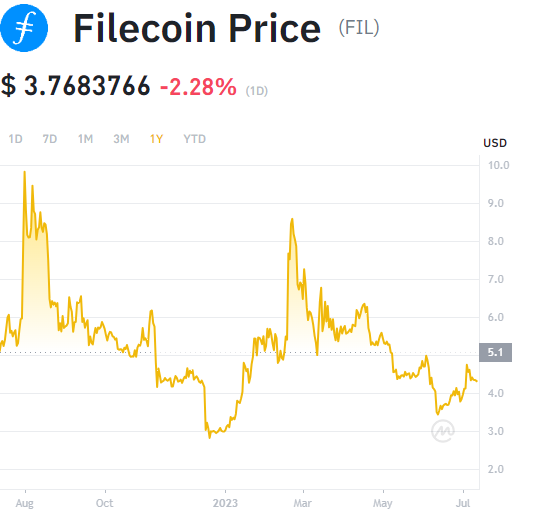 Filecoin Price (FIL)
$ 3.7683766 -2.28% (1D)
1D 7D 1M 3M 1Y YTD
USD
10.0
9.0
8.0
7.0
6.0
5.1
4.0
3.0
2.0
Aug Oct 2023 Mar May Jul